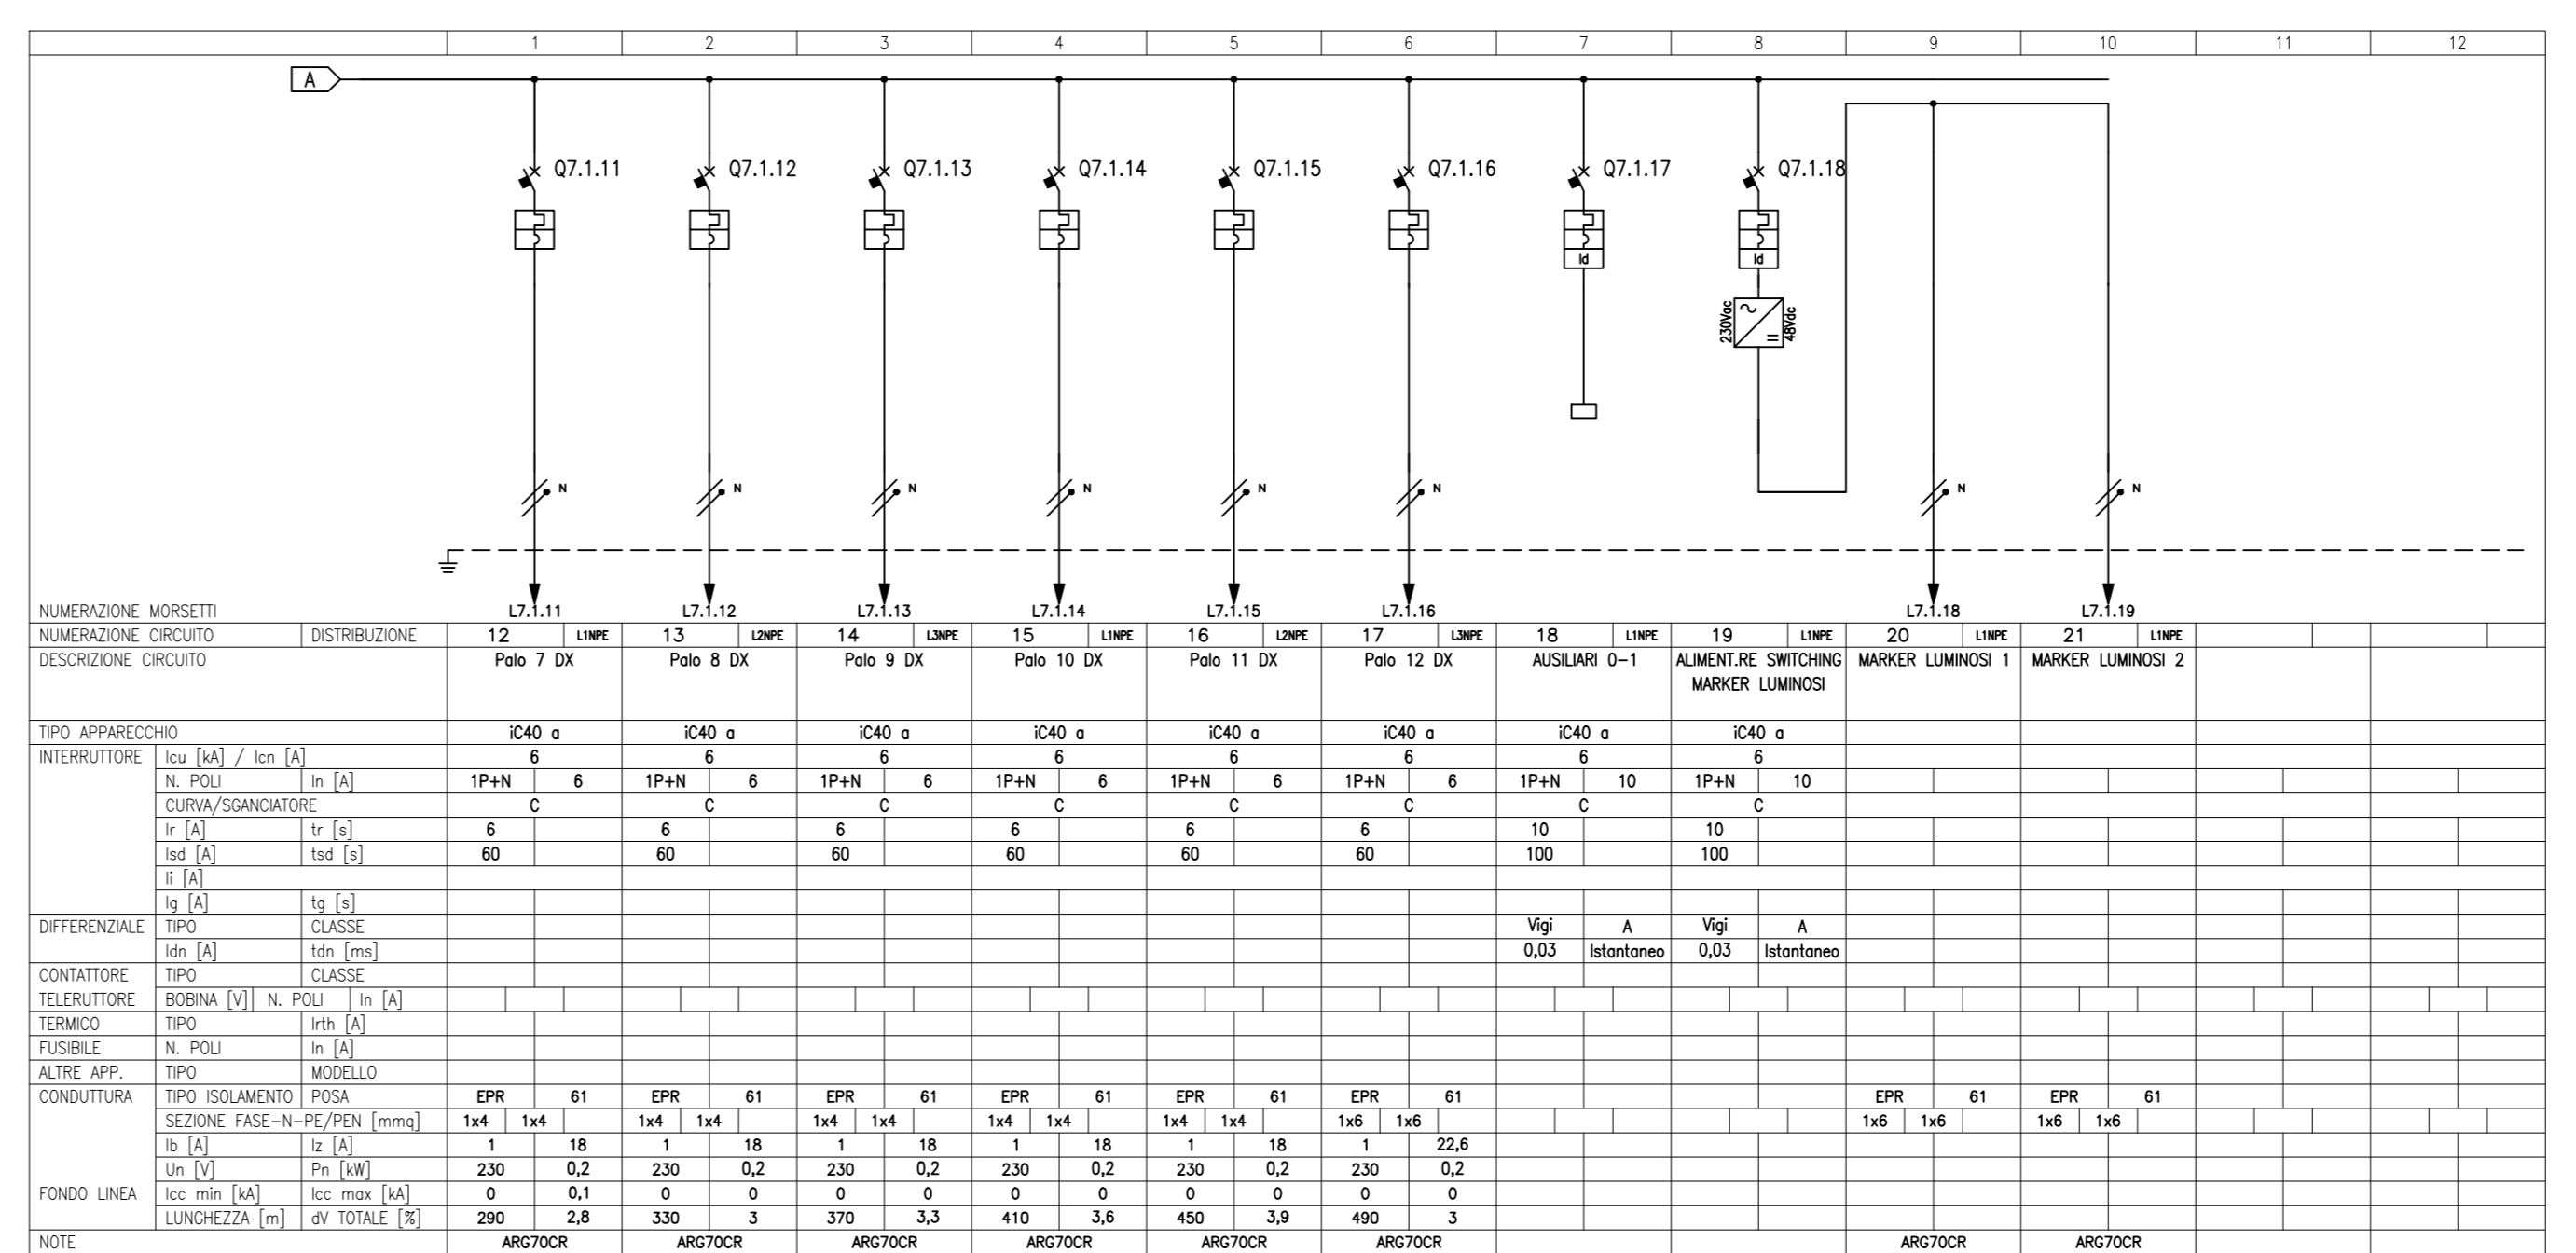 1 2 3 4 5 6 7 8 9 10 11 12
A
Q7.1.11 Q7.1.12 Q7.1.13 Q7.1.14 Q7.1.15 Q7.1.16 Q7.1.17 Q7.1.18
Id Id
230Vac 48Vdc
N N N N N N N N
NUMERAZIONE MORSETTI L7.1.11 L7.1.12 L7.1.13 L7.1.14 L7.1.15 L7.1.16 L7.1.18 L7.1.19
NUMERAZIONE CIRCUITO DISTRIBUZIONE 12 L1NPE 13 L2NPE 14 L3NPE 15 L1NPE 16 L2NPE 17 L3NPE 18 L1NPE 19 L1NPE 20 L1NPE 21 L1NPE
DESCRIZIONE CIRCUITO Palo 7 DX Palo 8 DX Palo 9 DX Palo 10 DX Palo 11 DX Palo 12 DX AUSILIARI 0-1 ALIMENT.RE SWITCHING MARKER LUMINOSI 1 MARKER LUMINOSI 2
MARKER LUMINOSI
TIPO APPARECCHIO iC40 a iC40 a iC40 a iC40 a iC40 a iC40 a iC40 a iC40 a
INTERRUTTORE Icu [kA] / Icn [A] 6 6 6 6 6 6 6 6
N. POLI In [A] 1P+N 6 1P+N 6 1P+N 6 1P+N 6 1P+N 6 1P+N 6 1P+N 10 1P+N 10
CURVA/SGANCIATORE C C C C C C C C
Ir [A] tr [s] 6 6 6 6 6 6 10 10
Isd [A] tsd [s] 60 60 60 60 60 60 100 100
Ii [A]
Ig [A] tg [s]
DIFFERENZIALE TIPO CLASSE Vigi A Vigi A
Idn [A] tdn [ms] 0,03 Istantaneo 0,03 Istantaneo
CONTATTORE TIPO CLASSE
TELERUTTORE BOBINA [V] N. POLI In [A]
TERMICO TIPO Irth [A]
FUSIBILE N. POLI In [A]
ALTRE APP. TIPO MODELLO
CONDUTTURA TIPO ISOLAMENTO POSA EPR 61 EPR 61 EPR 61 EPR 61 EPR 61 EPR 61 EPR 61 EPR 61
SEZIONE FASE-N-PE/PEN [mmq] 1x4 1x4 1x4 1x4 1x4 1x4 1x4 1x4 1x4 1x4 1x6 1x6 1x6 1x6 1x6 1x6
Ib [A] Iz [A] 1 18 1 18 1 18 1 18 1 18 1 22,6
Un [V] Pn [kW] 230 0,2 230 0,2 230 0,2 230 0,2 230 0,2 230 0,2
FONDO LINEA Icc min [kA] Icc max [kA] 0 0,1 0 0 0 0 0 0 0 0 0 0
LUNGHEZZA [m] dV TOTALE [%] 290 2,8 330 3 370 3,3 410 3,6 450 3,9 490 3
NOTE ARG7OCR ARG7OCR ARG7OCR ARG7OCR ARG7OCR ARG7OCR ARG7OCR ARG7OCR